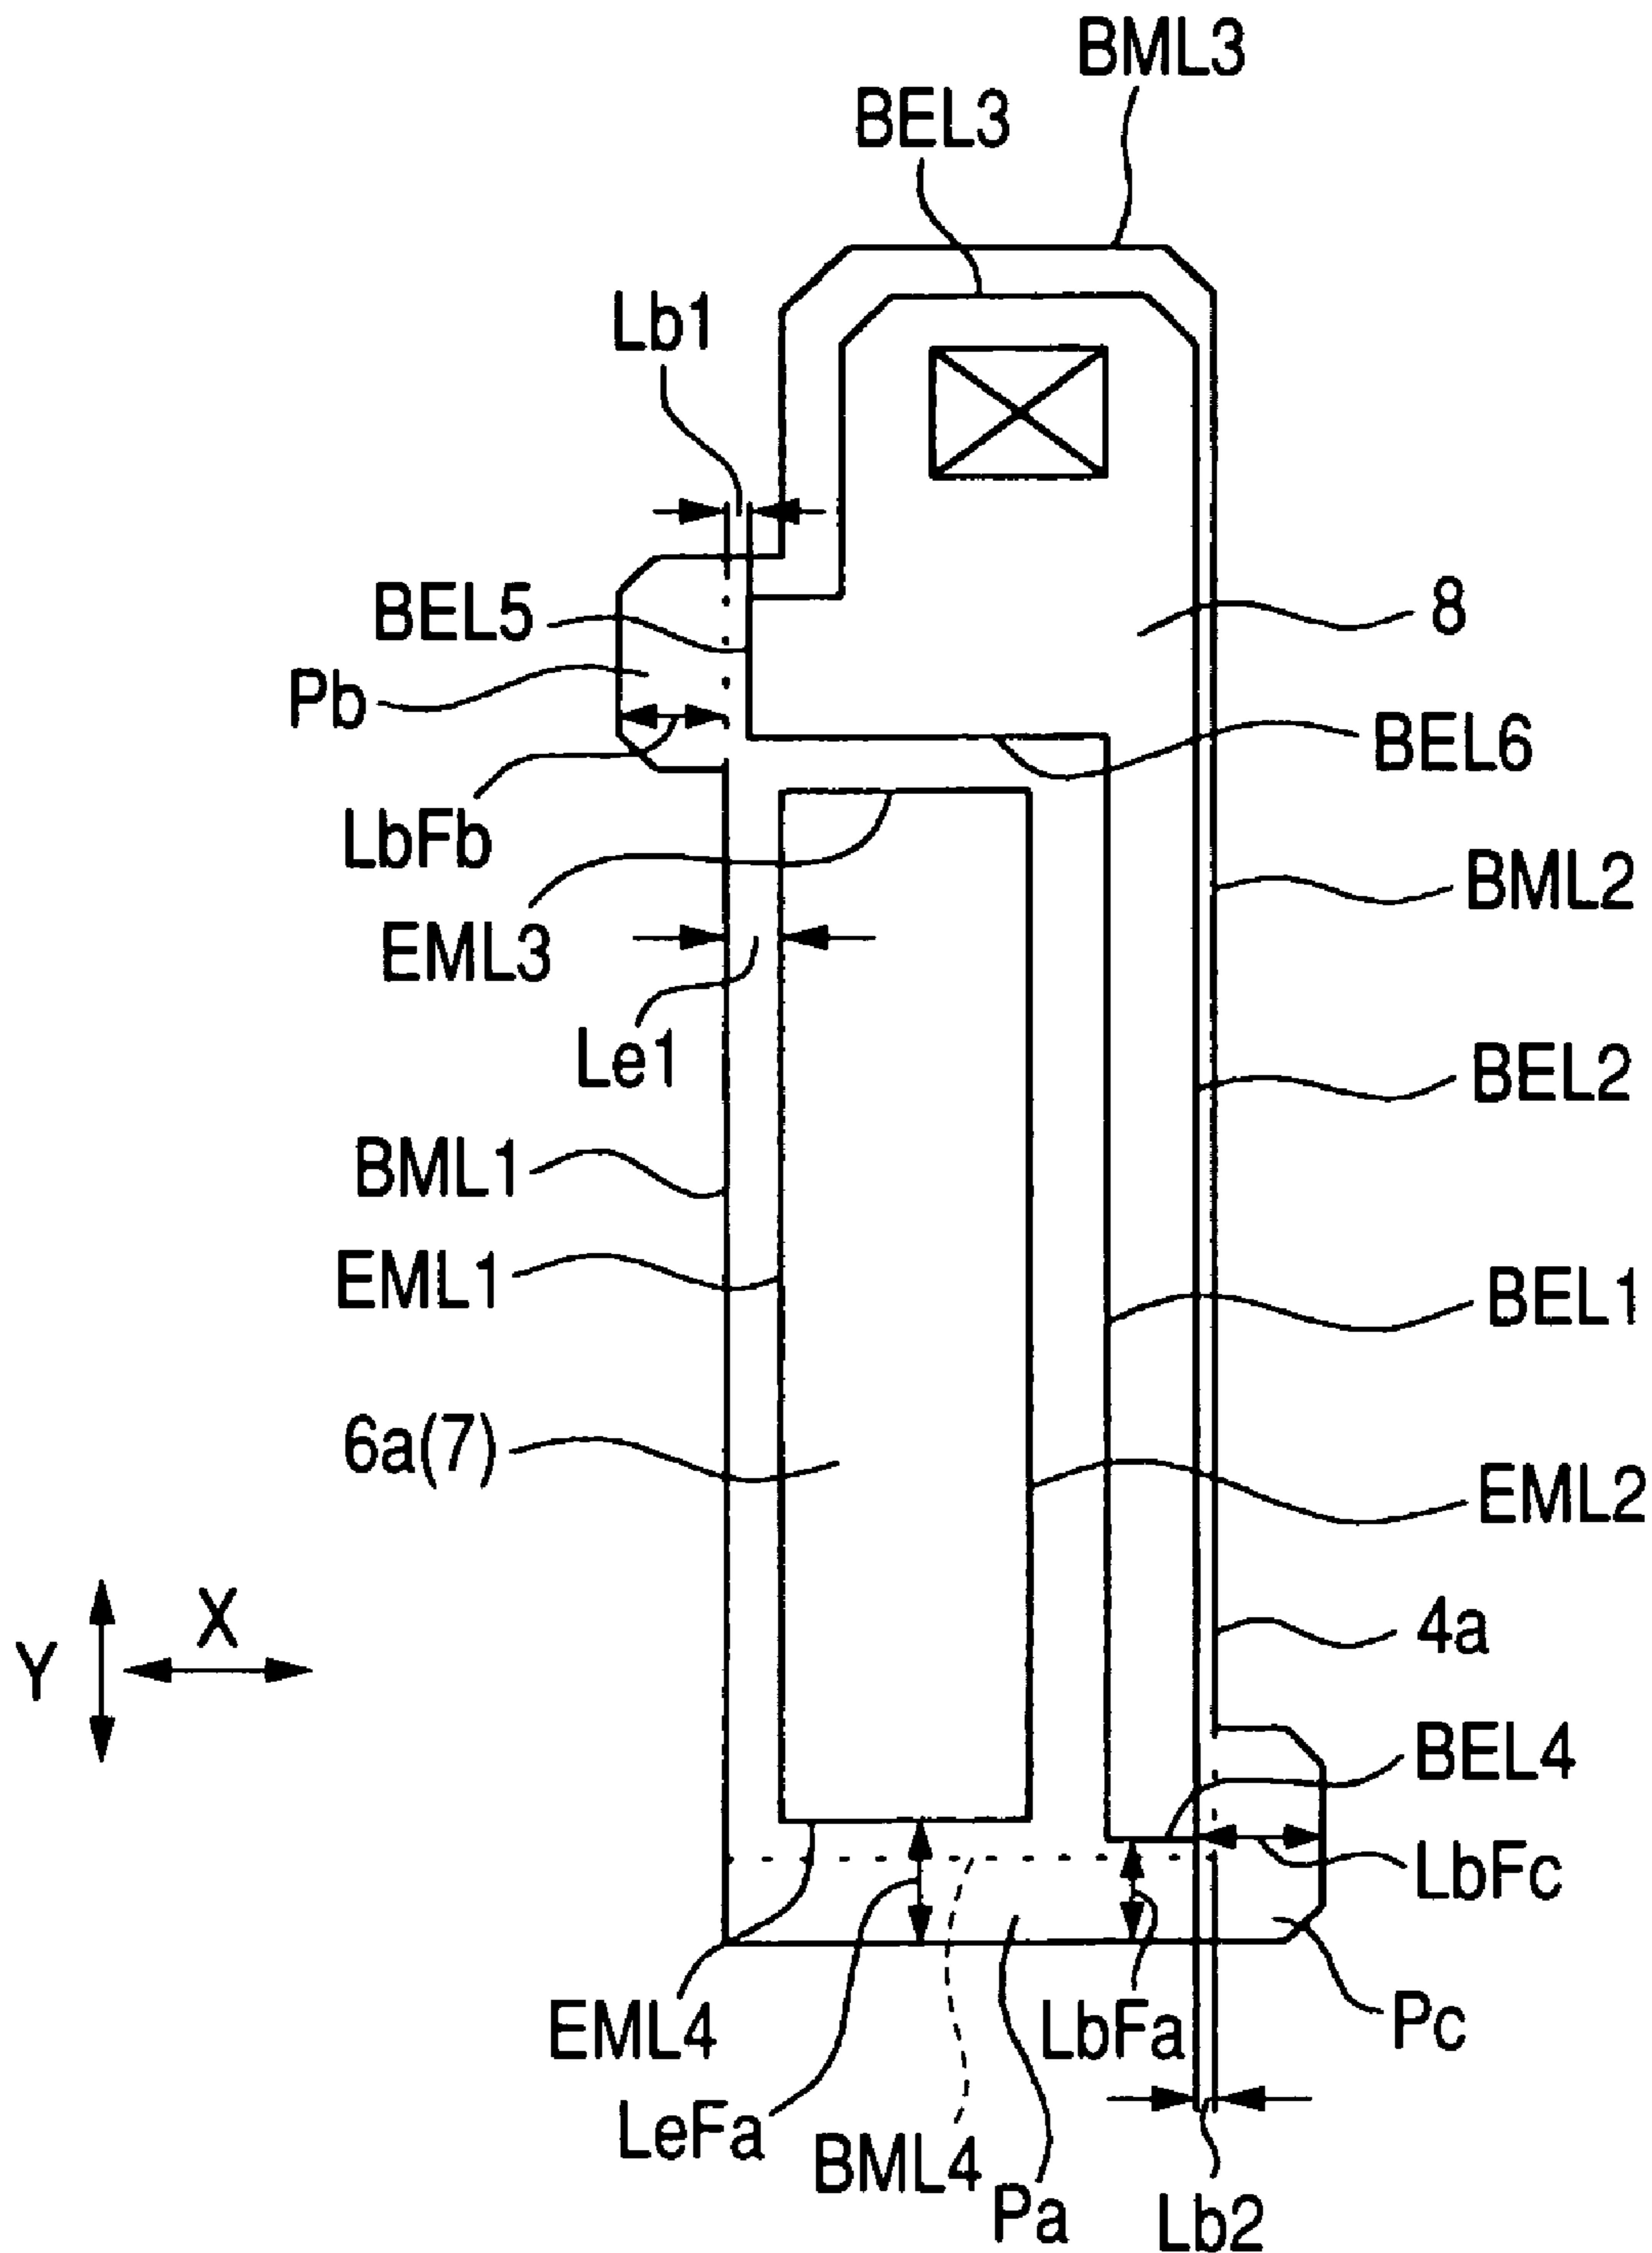 BML3
BEL3
Lb1
BEL5
8
Pb
BEL6
LbFb
BML2
EML3
Le1
BEL2
BML1
EML1
BEL1
6a(7)
EML2
X
4a
Y
BEL4
LbFc
EML4
LbFa
Pc
LeFa
BML4
Pa
Lb2